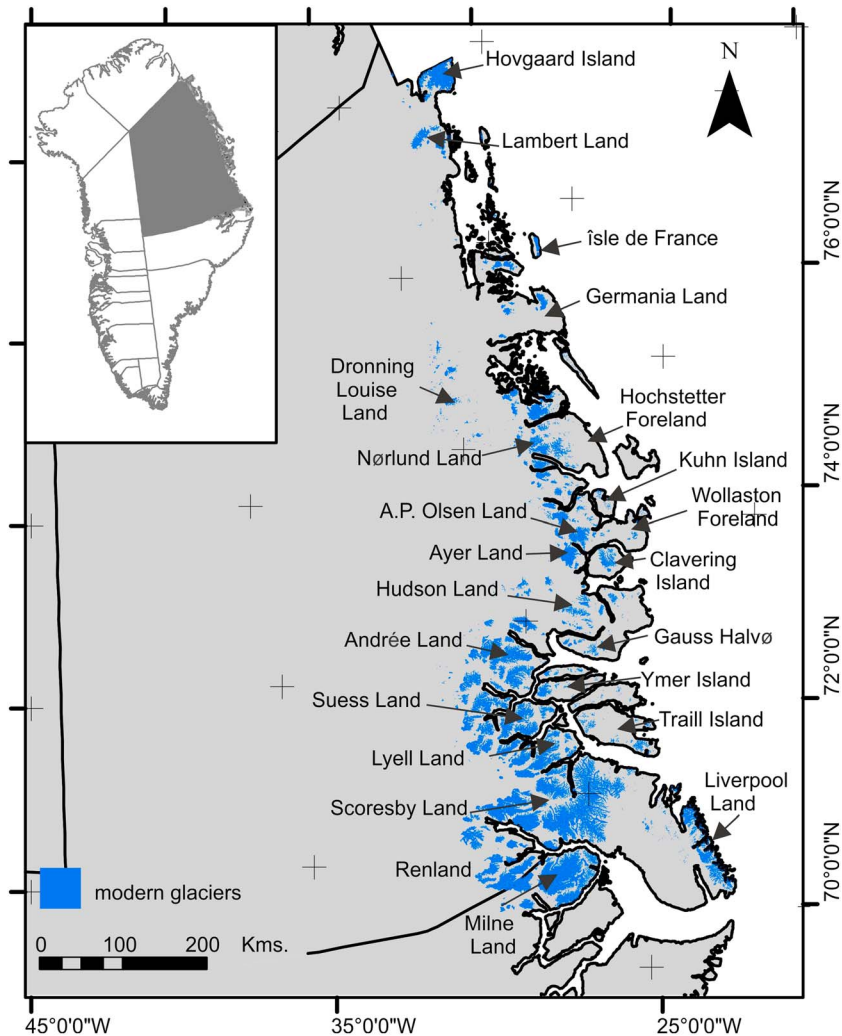 Hovgaard Island
N
Lambert Land
îsle de France
76°0'0"N
Germania Land
Dronning
Louise
Land
Hochstetter
Foreland
Nørlund Land
74°0'0"N
Kuhn Island
A.P. Olsen Land
Wollaston
Foreland
Ayer Land
Clavering
Island
Hudson Land
Andrée Land
Gauss Halvø
72°0'0"N
Ymer Island
Suess Land
Traill Island
Lyell Land
Liverpool
Land
Scoresby Land
Renland
70°0'0"N
modern glaciers
Milne
Land
0 100 200 Kms.
45°0'0"W 35°0'0"W 25°0'0"W